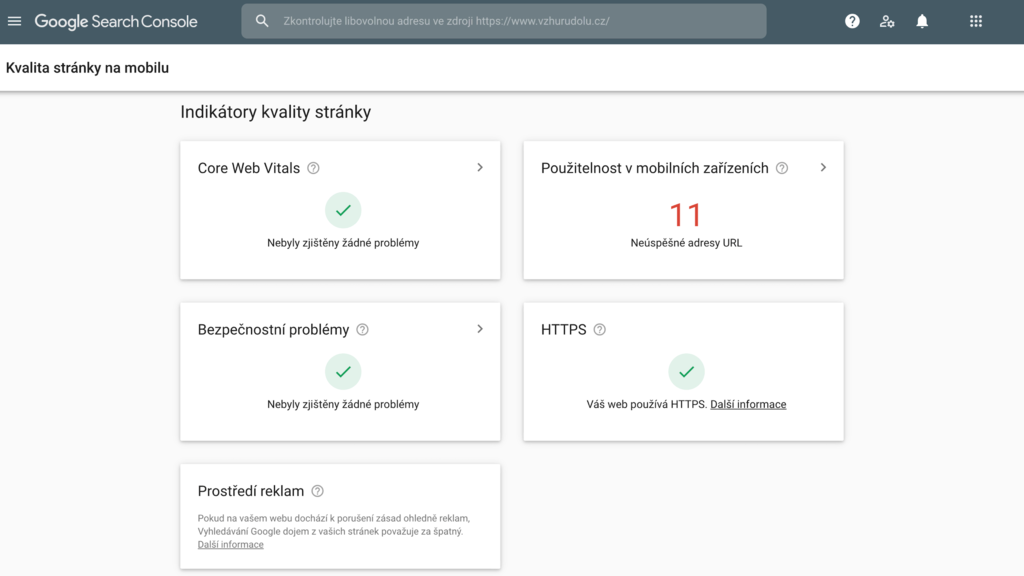 Google Search Console
Zkontrolujte libovolnou adresu ve zdroji https://www.vzhurudolu.cz/
Kvalita stránky na mobilu
Indikátory kvality stránky
Core Web Vitals
Nebyly zjištěny žádné problémy
Použitelnost v mobilních zařízeních
11
Neúspěšné adresy URL
Bezpečnostní problémy
Nebyly zjištěny žádné problémy
HTTPS
Váš web používá HTTPS. Další informace
Prostředí reklam
Pokud na vašem webu dochází k porušení zásad ohledně reklam,
Vyhledávání Google dojem z vašich stránek považuje za špatný.
Další informace